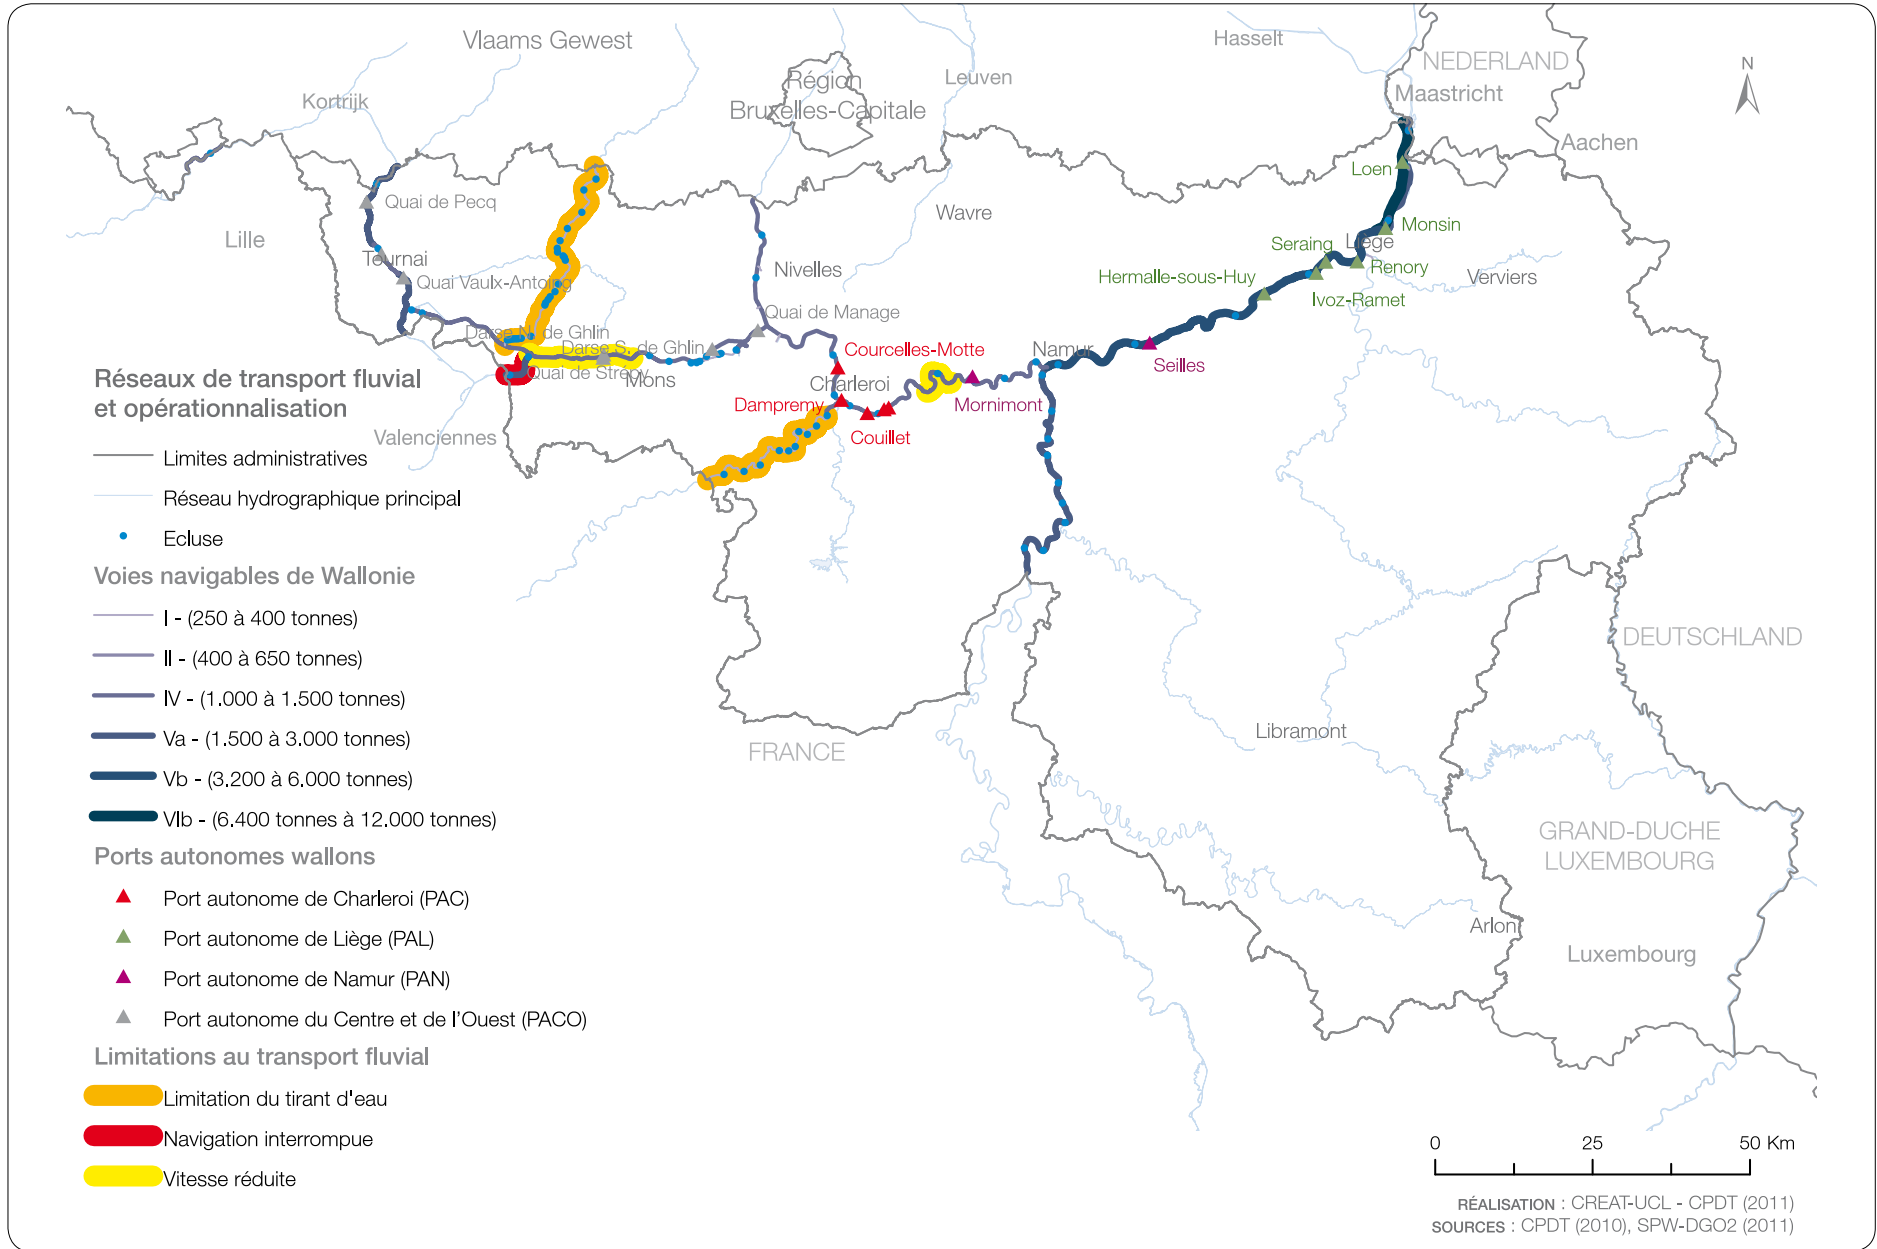 Vlaams Gewest
Hasselt
NEDERLAND
N
Kortrijk
Région
Bruxelles-Capitale
Leuven
Maastricht
Aachen
Loen
Quai de Pecq
Wavre
Lille
Monsin
Tournai
Seraing
Liège
Nivelles
Renory
Verviers
Quai Vaulx-Antoing
Hermalle-sous-Huy
Ivoz-Ramet
Quai de Manage
Darse N. de Ghlin
Darse S. de Ghlin
Courcelles-Motte
Namur
Seilles
Quai de Strépy
Mons
Charleroi
Dampremy
Mornimont
Couillet
Valenciennes
Réseaux de transport fluvial
et opérationnalisation
Limites administratives
Réseau hydrographique principal
Ecluse
Voies navigables de Wallonie
I - (250 à 400 tonnes)
II - (400 à 650 tonnes)
IV - (1.000 à 1.500 tonnes)
Va - (1.500 à 3.000 tonnes)
Vb - (3.200 à 6.000 tonnes)
VIb - (6.400 tonnes à 12.000 tonnes)
Ports autonomes wallons
Port autonome de Charleroi (PAC)
Port autonome de Liège (PAL)
Port autonome de Namur (PAN)
Port autonome du Centre et de l'Ouest (PACO)
Limitations au transport fluvial
Limitation du tirant d'eau
Navigation interrompue
Vitesse réduite
DEUTSCHLAND
FRANCE
Libramont
GRAND-DUCHE
LUXEMBOURG
Arlon
Luxembourg
0 25 50 Km
RÉALISATION : CREAT-UCL - CPDT (2011)
SOURCES : CPDT (2010), SPW-DGO2 (2011)